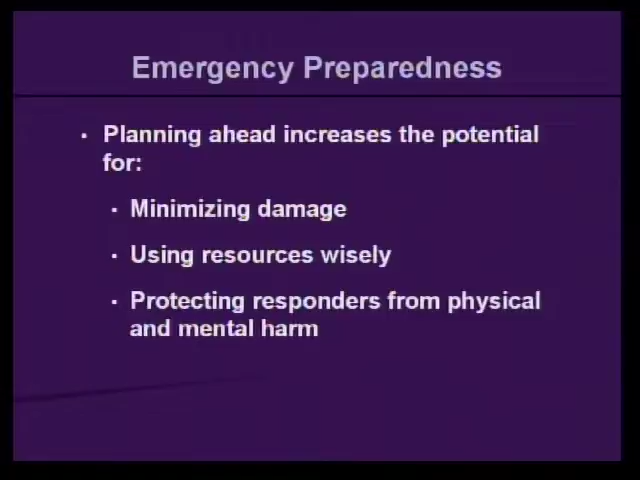 Emergency Preparedness
▪ Planning ahead increases the potential
for:
▪ Minimizing damage
▪ Using resources wisely
▪ Protecting responders from physical
and mental harm